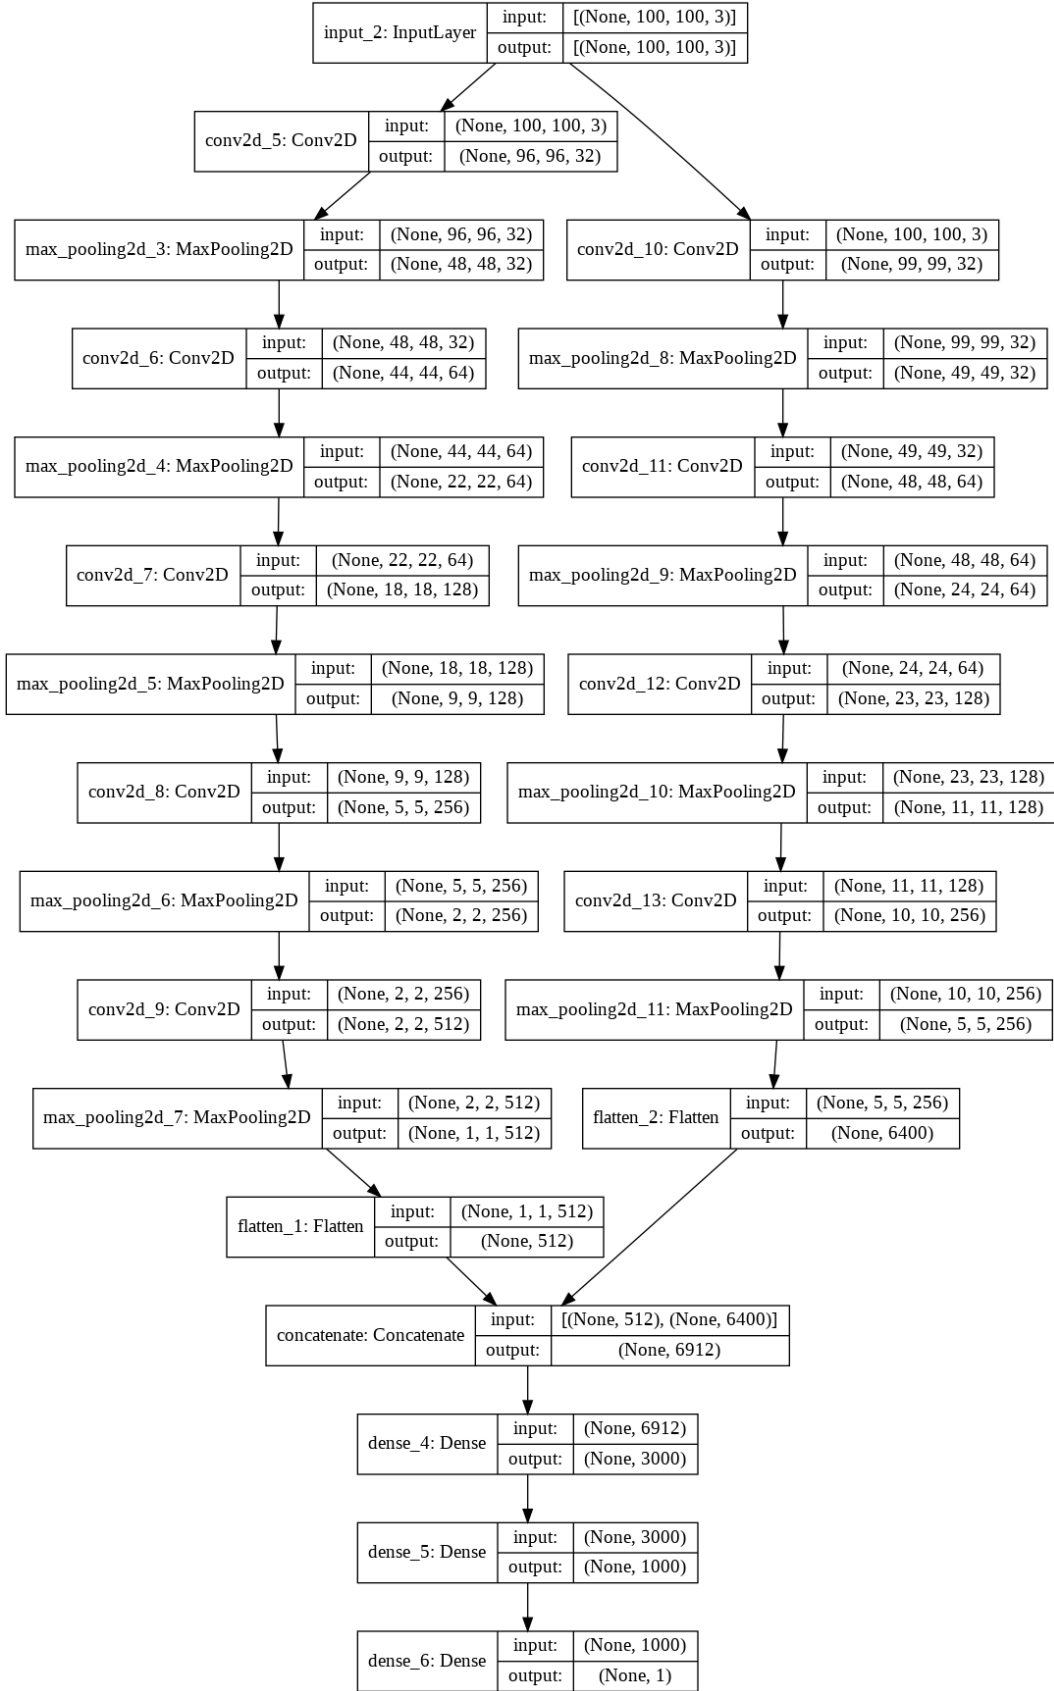 input_2: InputLayer
input: [(None, 100, 100, 3)]
output: [(None, 100, 100, 3)]
conv2d_5: Conv2D
input: (None, 100, 100, 3)
output: (None, 96, 96, 32)
max_pooling2d_3: MaxPooling2D
input: (None, 96, 96, 32)
output: (None, 48, 48, 32)
conv2d_10: Conv2D
input: (None, 100, 100, 3)
output: (None, 99, 99, 32)
conv2d_6: Conv2D
input: (None, 48, 48, 32)
output: (None, 44, 44, 64)
max_pooling2d_8: MaxPooling2D
input: (None, 99, 99, 32)
output: (None, 49, 49, 32)
max_pooling2d_4: MaxPooling2D
input: (None, 44, 44, 64)
output: (None, 22, 22, 64)
conv2d_11: Conv2D
input: (None, 49, 49, 32)
output: (None, 48, 48, 64)
conv2d_7: Conv2D
input: (None, 22, 22, 64)
output: (None, 18, 18, 128)
max_pooling2d_9: MaxPooling2D
input: (None, 48, 48, 64)
output: (None, 24, 24, 64)
max_pooling2d_5: MaxPooling2D
input: (None, 18, 18, 128)
output: (None, 9, 9, 128)
conv2d_12: Conv2D
input: (None, 24, 24, 64)
output: (None, 23, 23, 128)
conv2d_8: Conv2D
input: (None, 9, 9, 128)
output: (None, 5, 5, 256)
max_pooling2d_10: MaxPooling2D
input: (None, 23, 23, 128)
output: (None, 11, 11, 128)
max_pooling2d_6: MaxPooling2D
input: (None, 5, 5, 256)
output: (None, 2, 2, 256)
conv2d_13: Conv2D
input: (None, 11, 11, 128)
output: (None, 10, 10, 256)
conv2d_9: Conv2D
input: (None, 2, 2, 256)
output: (None, 2, 2, 512)
max_pooling2d_11: MaxPooling2D
input: (None, 10, 10, 256)
output: (None, 5, 5, 256)
max_pooling2d_7: MaxPooling2D
input: (None, 2, 2, 512)
output: (None, 1, 1, 512)
flatten_2: Flatten
input: (None, 5, 5, 256)
output: (None, 6400)
flatten_1: Flatten
input: (None, 1, 1, 512)
output: (None, 512)
concatenate: Concatenate
input: [(None, 512), (None, 6400)]
output: (None, 6912)
dense_4: Dense
input: (None, 6912)
output: (None, 3000)
dense_5: Dense
input: (None, 3000)
output: (None, 1000)
dense_6: Dense
input: (None, 1000)
output: (None, 1)